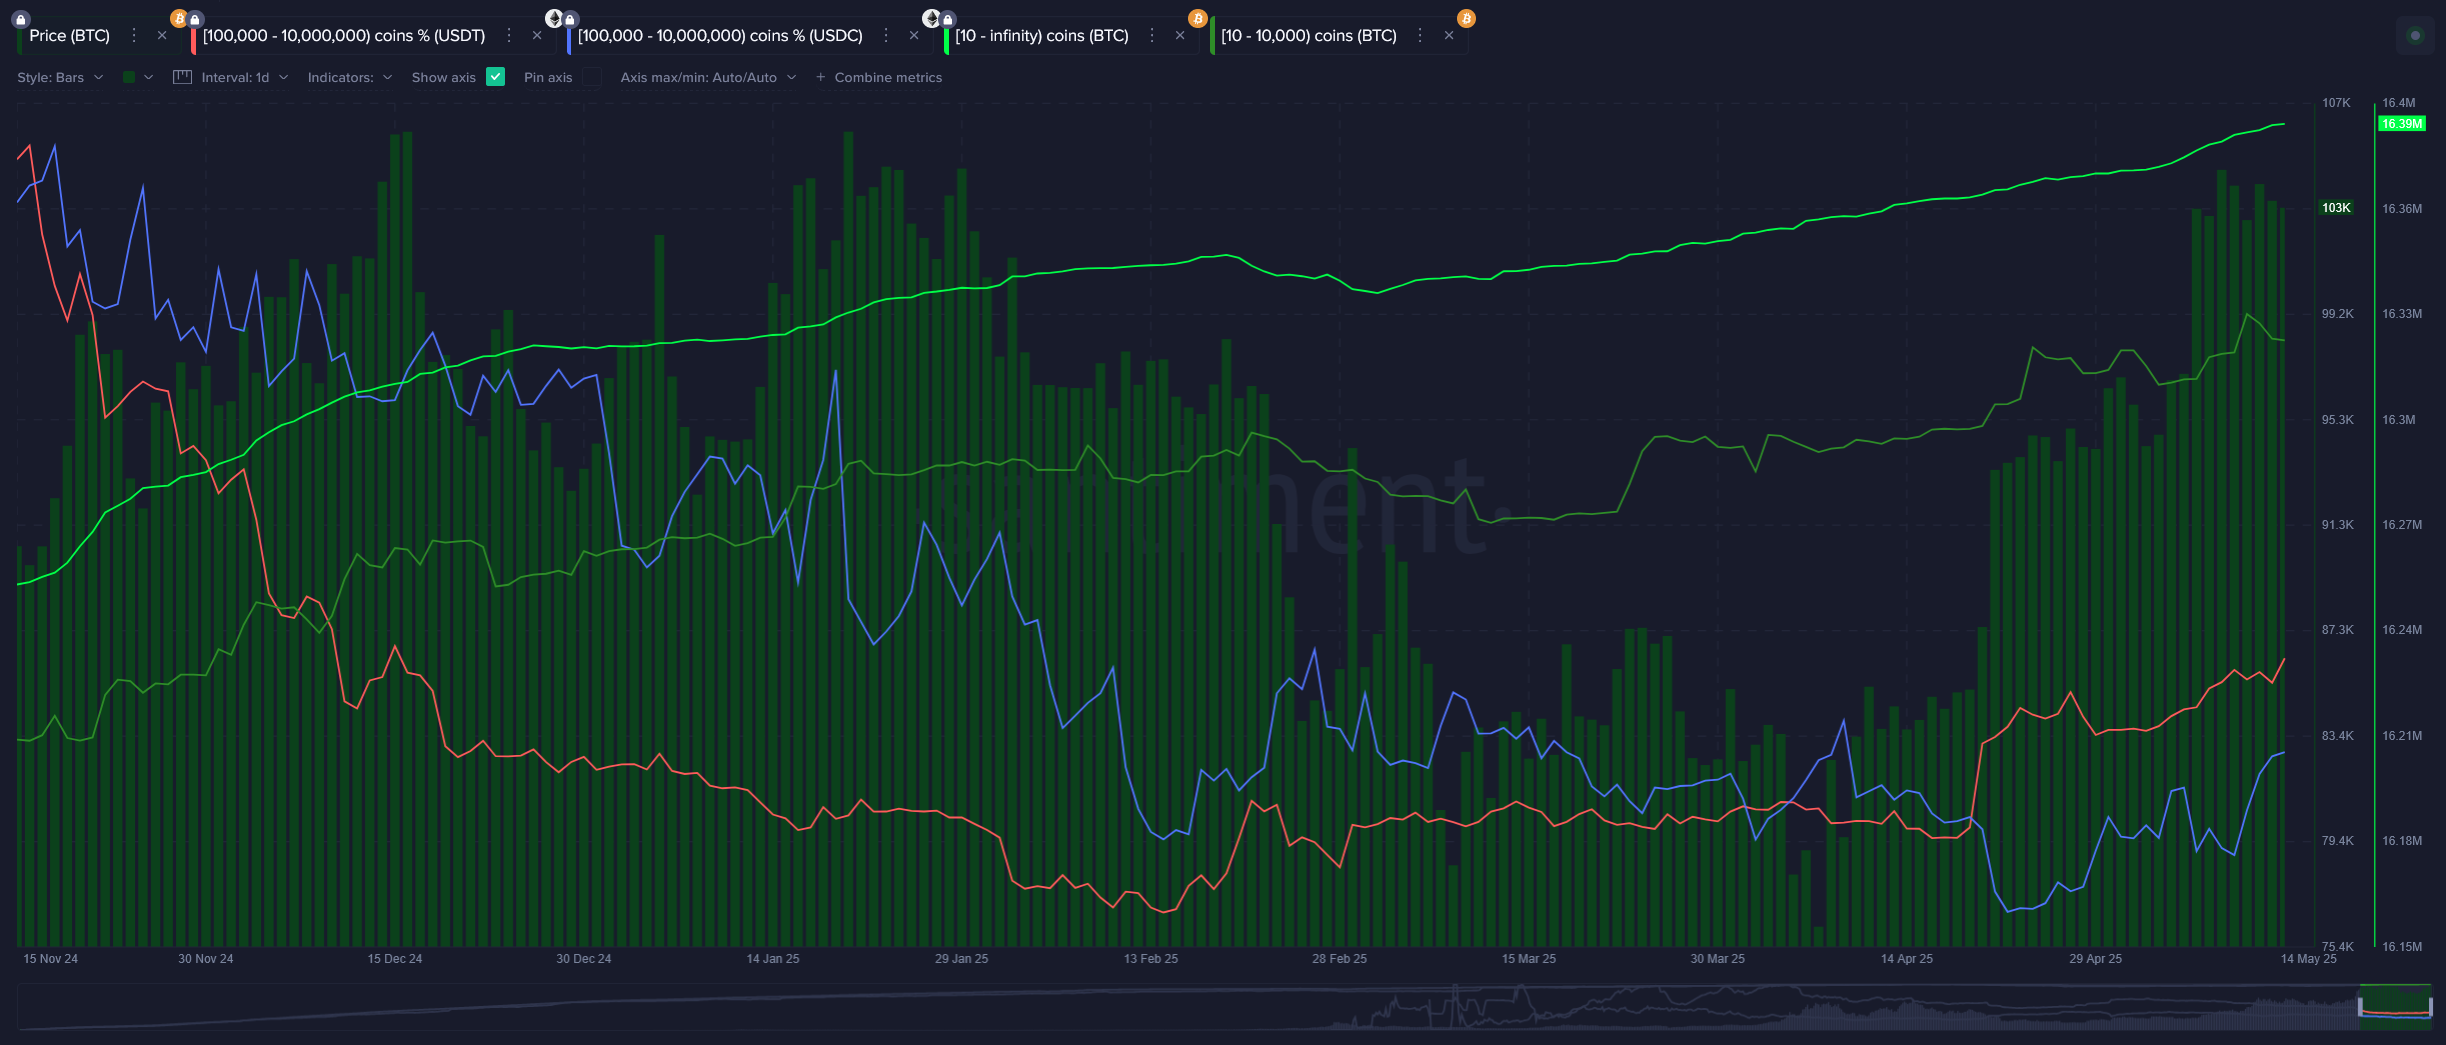 Price (BTC) [100,000 - 10,000,000) coins % (USDT) [100,000 - 10,000,000) coins % (USDC) [10 - infinity) coins (BTC) [10 - 10,000) coins (BTC)
Style: Bars Interval: 1d Indicators: Show axis Pin axis Axis max/min: Auto/Auto + Combine metrics
107K 16.4M
16.39M
103K 16.36M
99.2K 16.33M
95.3K 16.3M
91.3K 16.27M
87.3K 16.24M
83.4K 16.21M
79.4K 16.18M
75.4K 16.15M
15 Nov 24 30 Nov 24 15 Dec 24 30 Dec 24 14 Jan 25 29 Jan 25 13 Feb 25 28 Feb 25 15 Mar 25 30 Mar 25 14 Apr 25 29 Apr 25 14 May 25